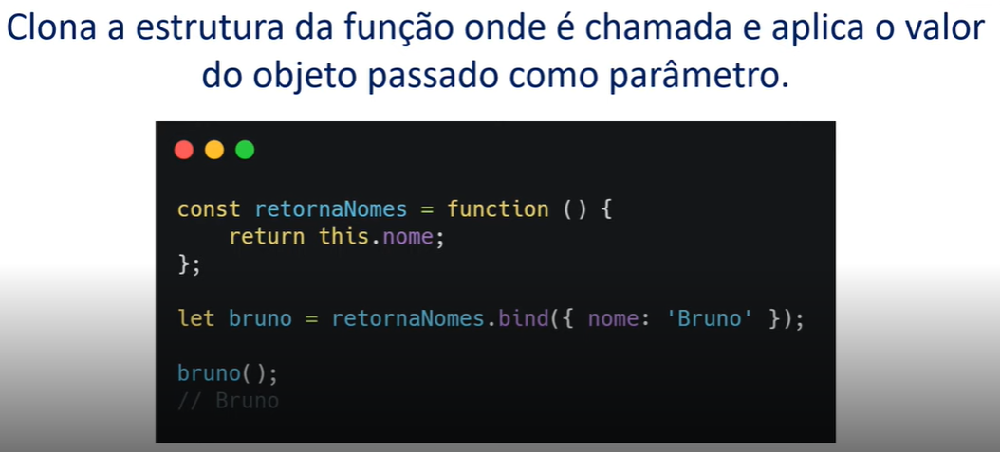 Clona a estrutura da função onde é chamada e aplica o valor
do objeto passado como parâmetro.
const retornaNomes = function () {
    return this.nome;
};
let bruno = retornaNomes.bind({ nome: 'Bruno' });
bruno();
// Bruno